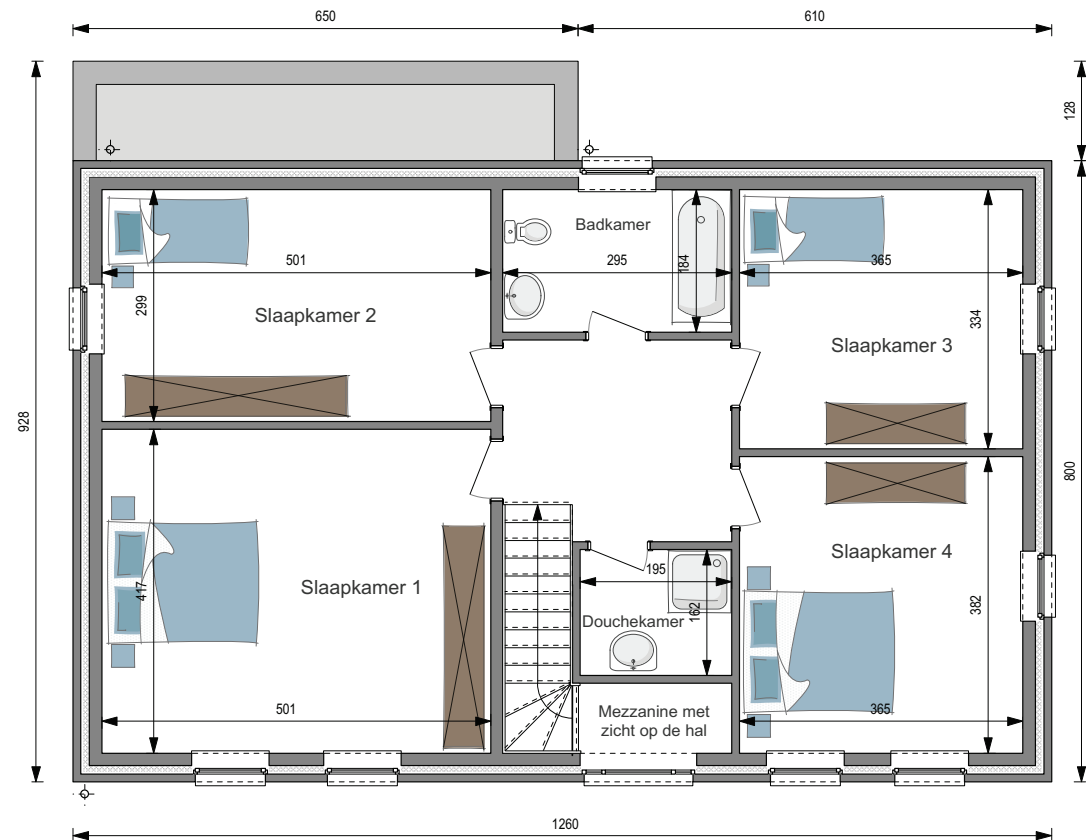 650
610
128
Badkamer
501
295
184
365
299
Slaapkamer 2
334
Slaapkamer 3
928
800
Slaapkamer 4
195
Slaapkamer 1
417
162
382
Douchekamer
501
Mezzanine met
zicht op de hal
365
1260